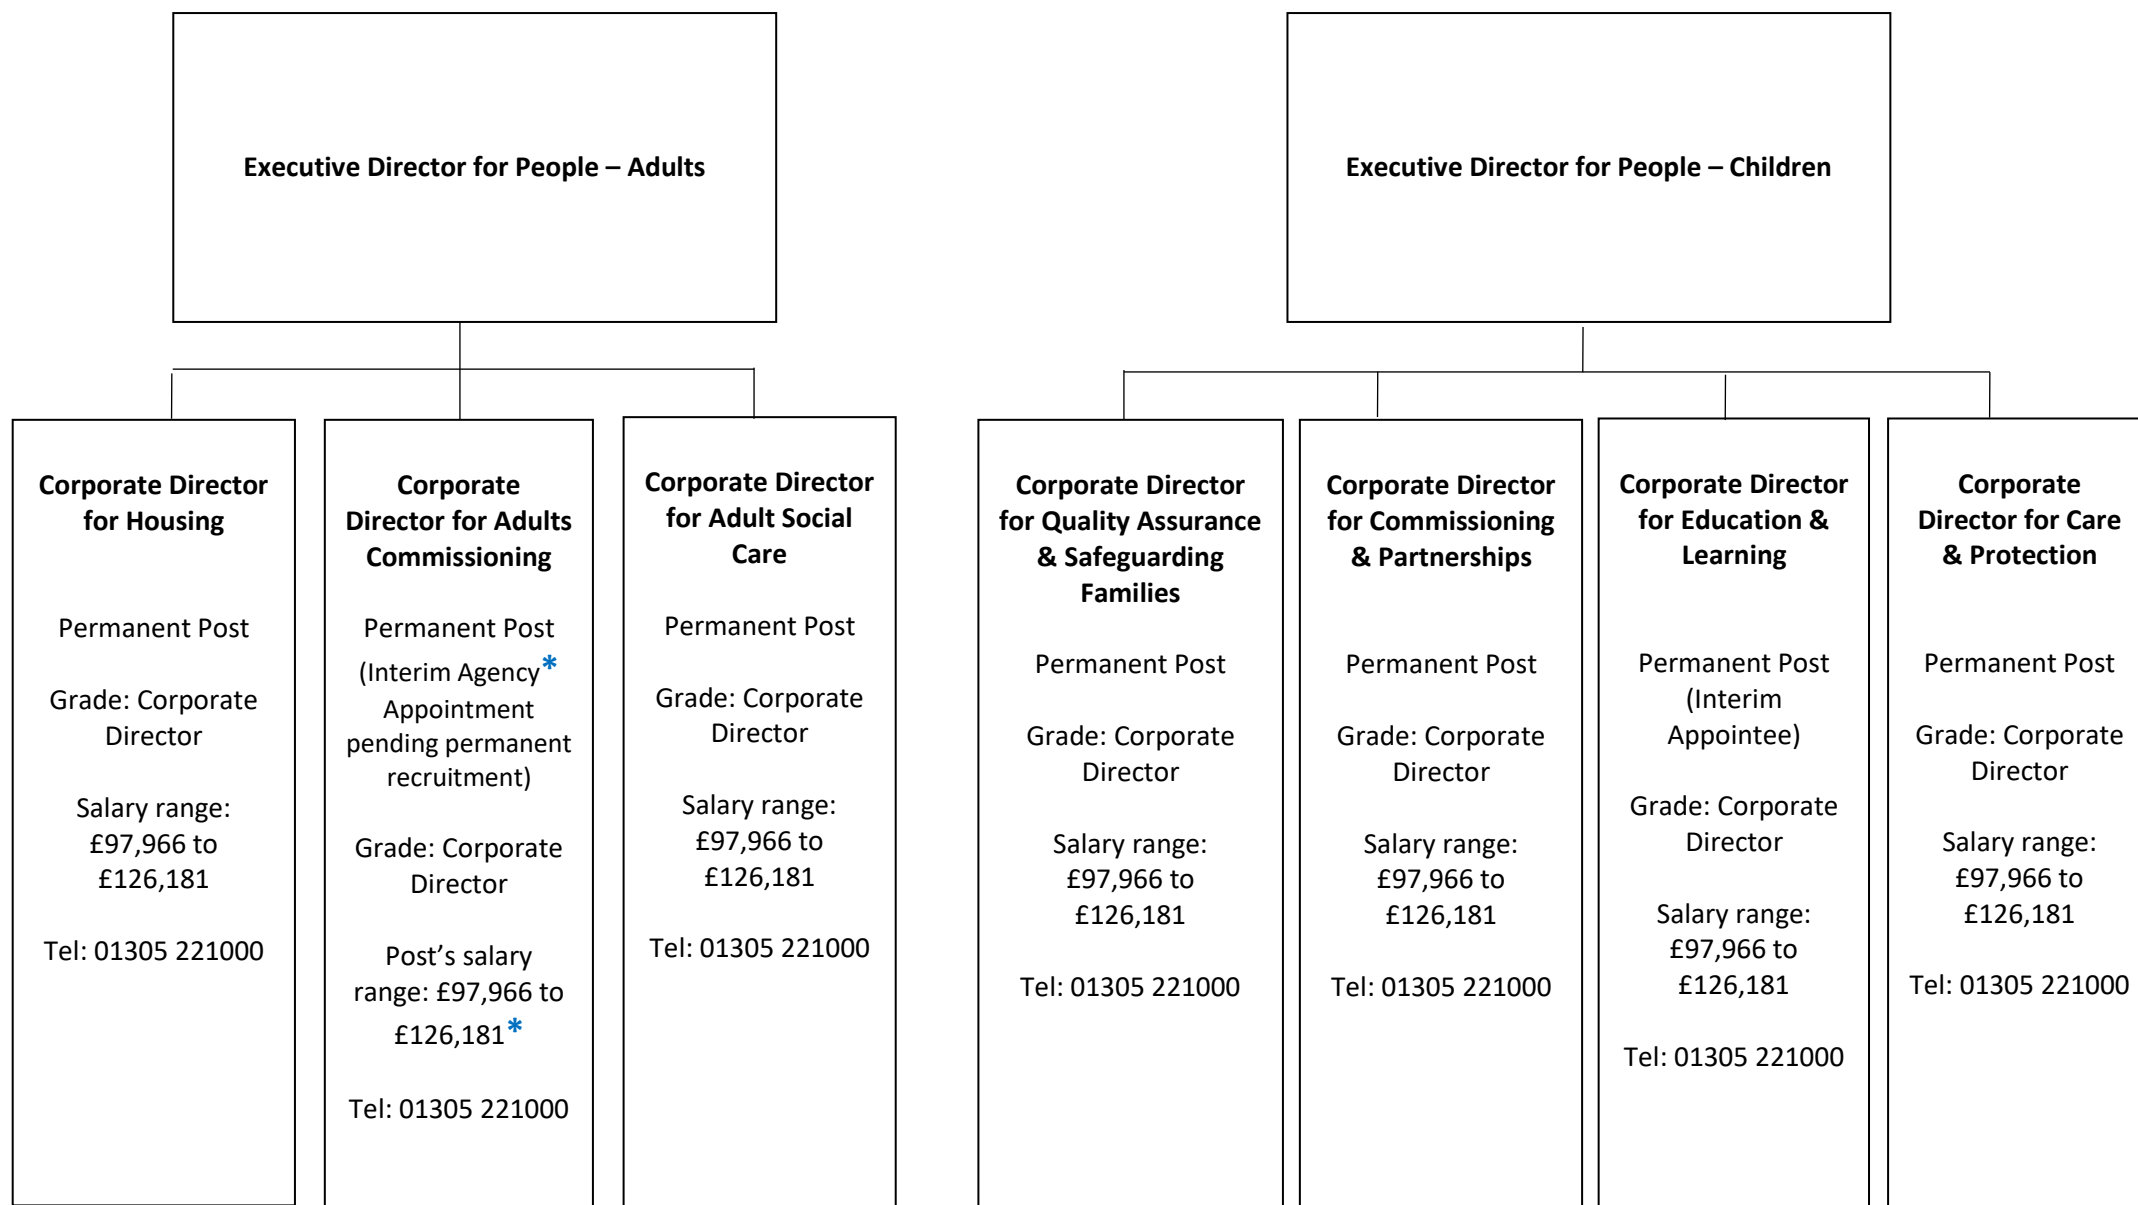 Executive Director for People – Adults
Executive Director for People – Children
Corporate Director
for Housing
Permanent Post
Grade: Corporate
Director
Salary range:
£97,966 to
£126,181
Tel: 01305 221000
Corporate
Director for Adults
Commissioning
Permanent Post
(Interim Agency*
Appointment
pending permanent
recruitment)
Grade: Corporate
Director
Post’s salary
range: £97,966 to
£126,181*
Tel: 01305 221000
Corporate Director
for Adult Social
Care
Permanent Post
Grade: Corporate
Director
Salary range:
£97,966 to
£126,181
Tel: 01305 221000
Corporate Director
for Quality Assurance
& Safeguarding
Families
Permanent Post
Grade: Corporate
Director
Salary range:
£97,966 to
£126,181
Tel: 01305 221000
Corporate Director
for Commissioning
& Partnerships
Permanent Post
Grade: Corporate
Director
Salary range:
£97,966 to
£126,181
Tel: 01305 221000
Corporate Director
for Education &
Learning
Permanent Post
(Interim
Appointee)
Grade: Corporate
Director
Salary range:
£97,966 to
£126,181
Tel: 01305 221000
Corporate
Director for Care
& Protection
Permanent Post
Grade: Corporate
Director
Salary range:
£97,966 to
£126,181
Tel: 01305 221000